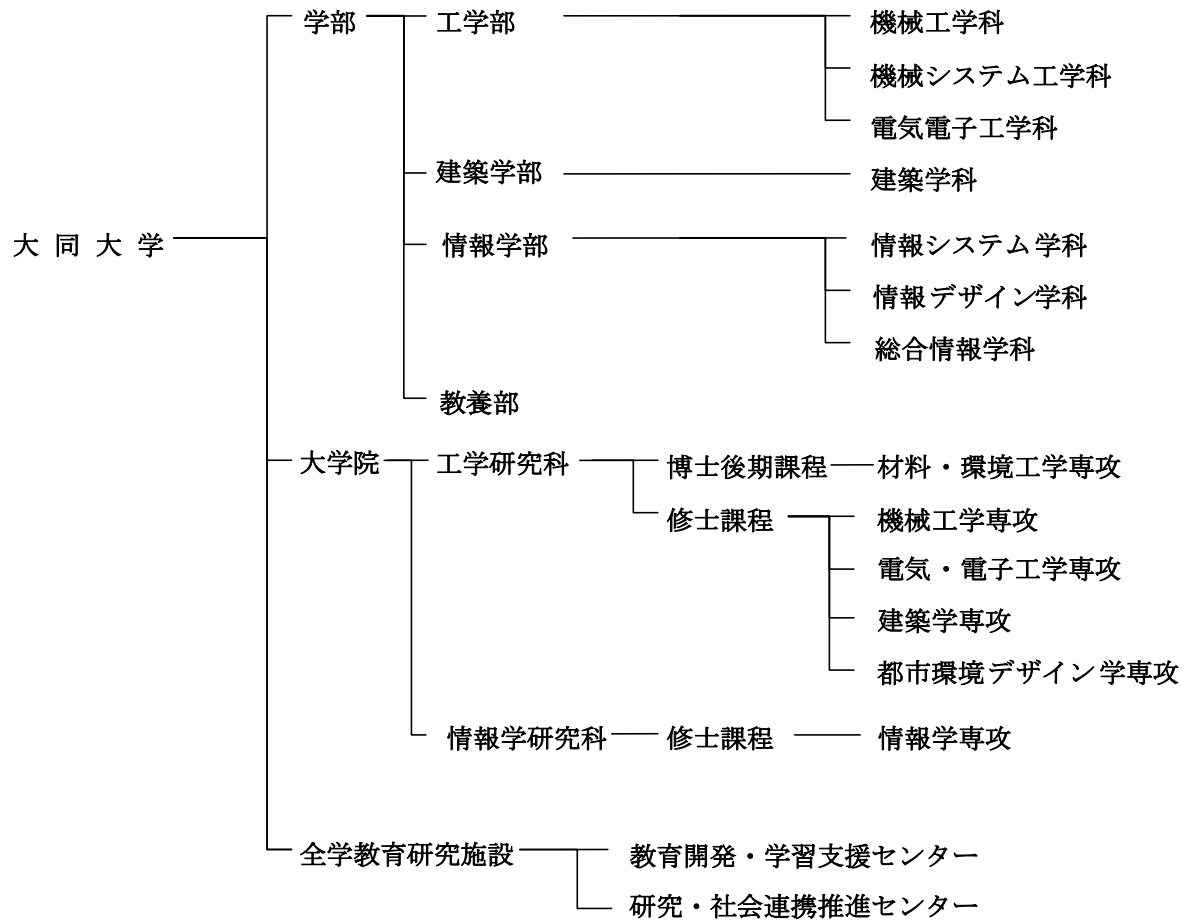 学部 工学部 機械工学科
機械システム工学科
電気電子工学科
建築学部 建築学科
大同大学 情報学部 情報システム学科
情報デザイン学科
総合情報学科
教養部
大学院 工学研究科 博士後期課程 材料・環境工学専攻
修士課程 機械工学専攻
電気・電子工学専攻
建築学専攻
都市環境デザイン学専攻
情報学研究科 修士課程 情報学専攻
全学教育研究施設 教育開発・学習支援センター
研究・社会連携推進センター